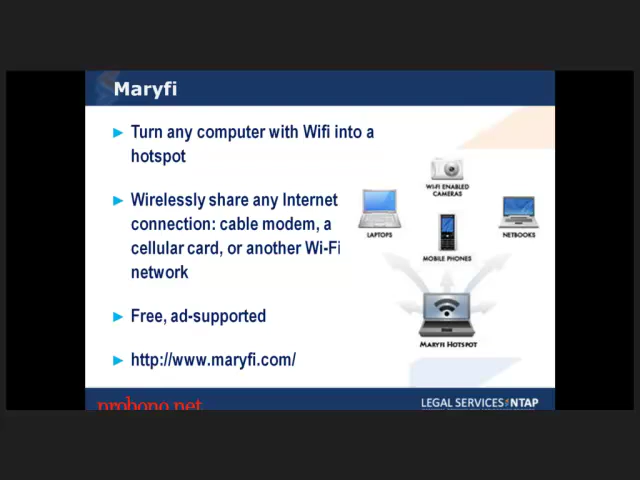 Maryfi
Turn any computer with Wifi into a
hotspot
Wirelessly share any Internet
connection: cable modem, a
cellular card, or another Wi-Fi
network
Free, ad-supported
http://www.maryfi.com/
WI-FI ENABLED
CAMERAS
LAPTOPS
NETBOOKS
MOBILE PHONES
MARYFI HOTSPOT
probono.net
LEGAL SERVICES NTAP